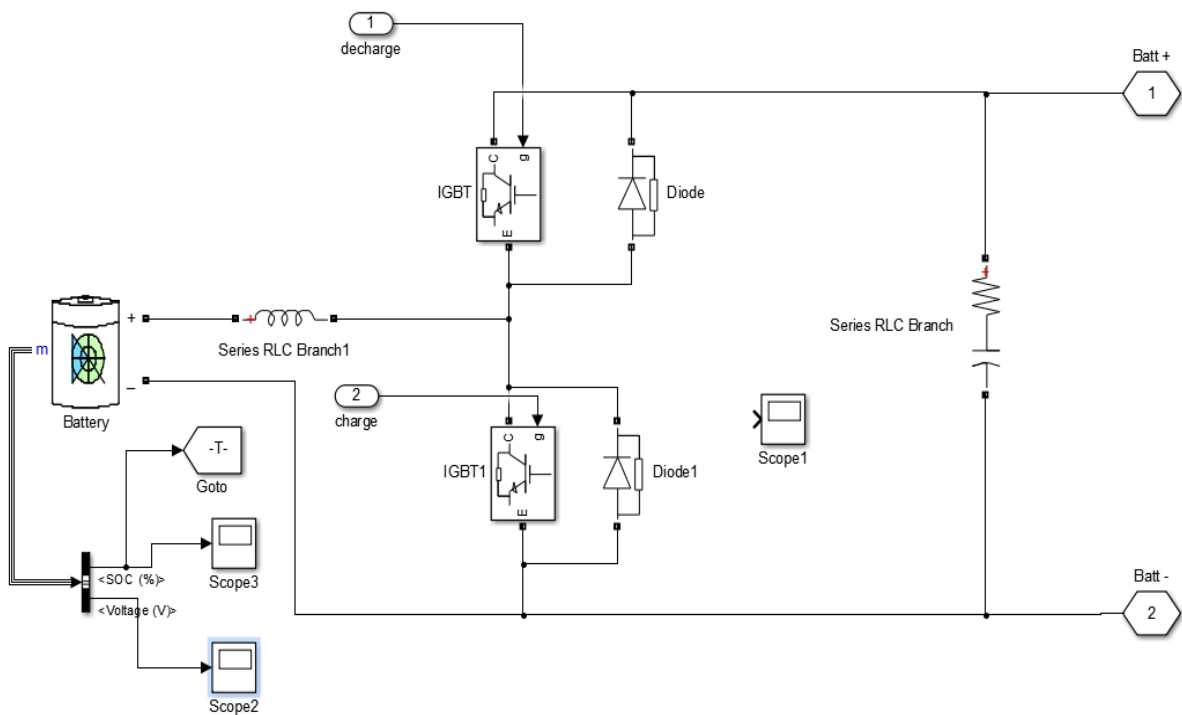 1
decharge
Batt +
1
C
g
IGBT
E
Diode
+
m
–
Battery
+
Series RLC Branch1
+
Series RLC Branch
2
charge
C
g
IGBT1
E
Diode1
Scope1
-T-
Goto
<SOC (%)>
Scope3
<Voltage (V)>
Scope2
Batt -
2